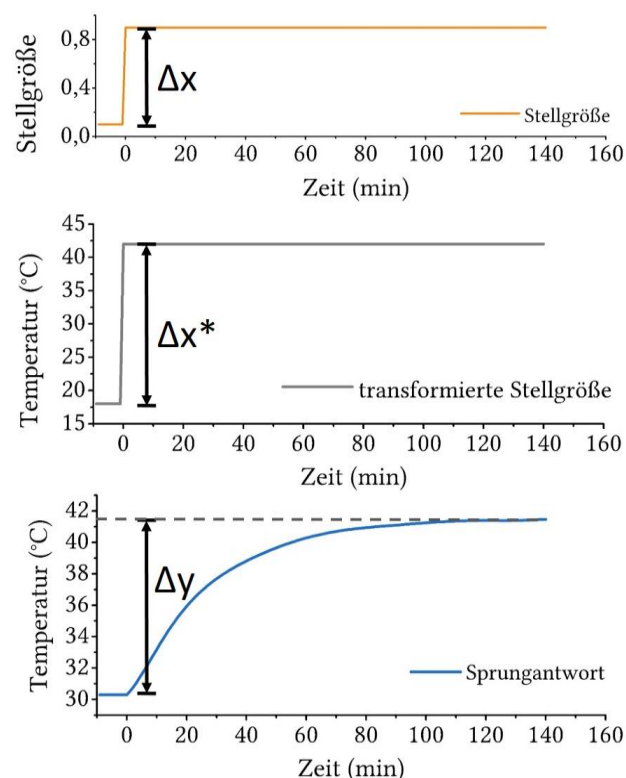 Stellgröße
0,8
0,4
0,0
Δx
Stellgröße
0 20 40 60 80 100 120 140 160
Zeit (min)
Temperatur (°C)
45
40
35
30
25
20
15
Δx*
transformierte Stellgröße
0 20 40 60 80 100 120 140 160
Zeit (min)
Temperatur (°C)
42
40
38
36
34
32
30
Δy
Sprungantwort
0 20 40 60 80 100 120 140 160
Zeit (min)